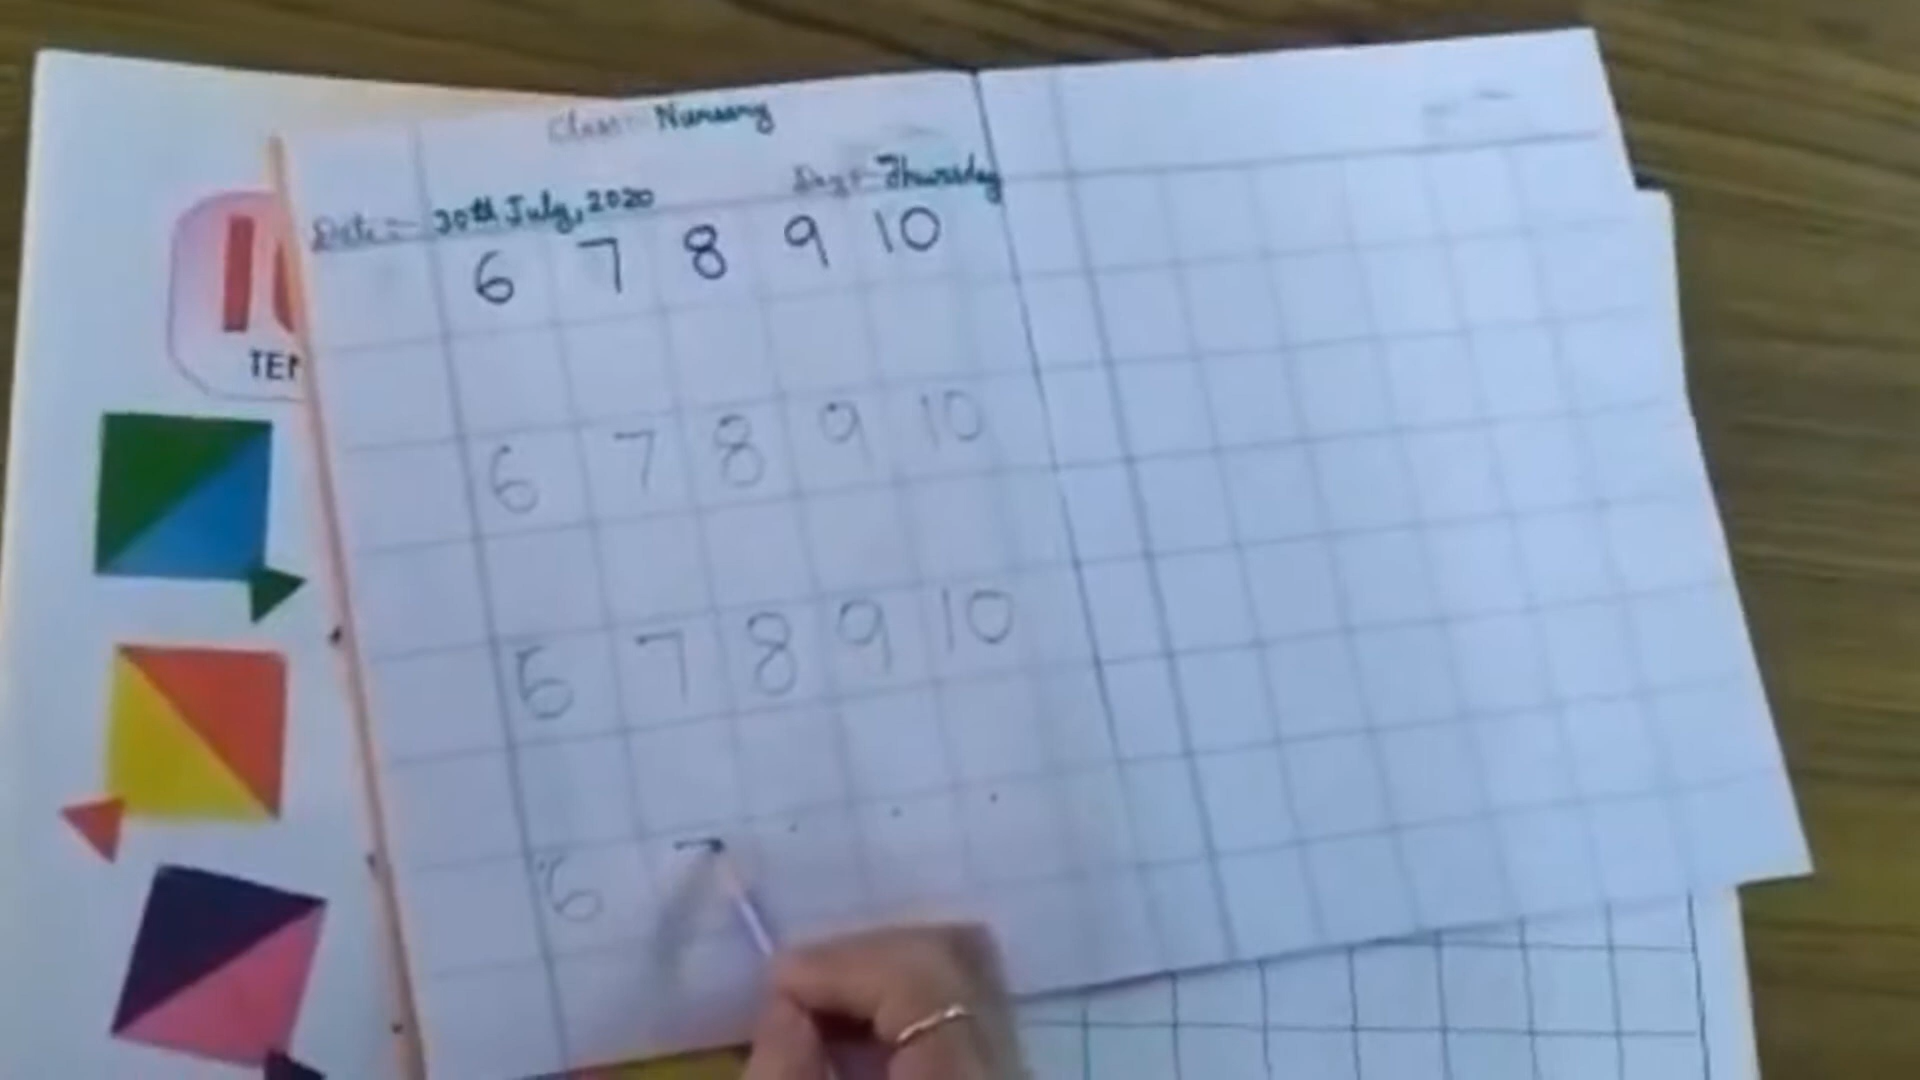 Class:- Nursery
Date:- 30th July, 2020 Day:- Thursday
6 7 8 9 10
TEN
6 7 8 9 10
6 7 8 9 10
6 7